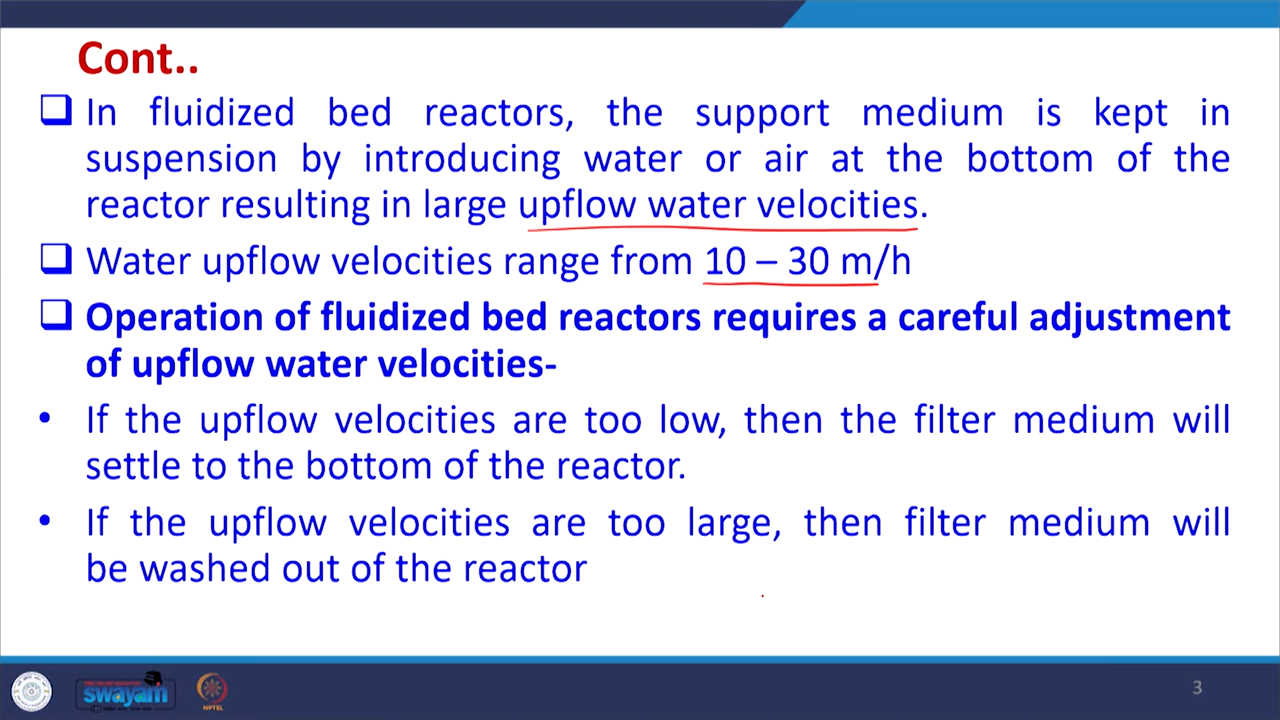 Cont..
❑ In fluidized bed reactors, the support medium is kept in
suspension by introducing water or air at the bottom of the
reactor resulting in large upflow water velocities.
❑ Water upflow velocities range from 10 – 30 m/h
❑ Operation of fluidized bed reactors requires a careful adjustment
of upflow water velocities-
• If the upflow velocities are too low, then the filter medium will
settle to the bottom of the reactor.
• If the upflow velocities are too large, then filter medium will
be washed out of the reactor
swayam
NPTEL
3